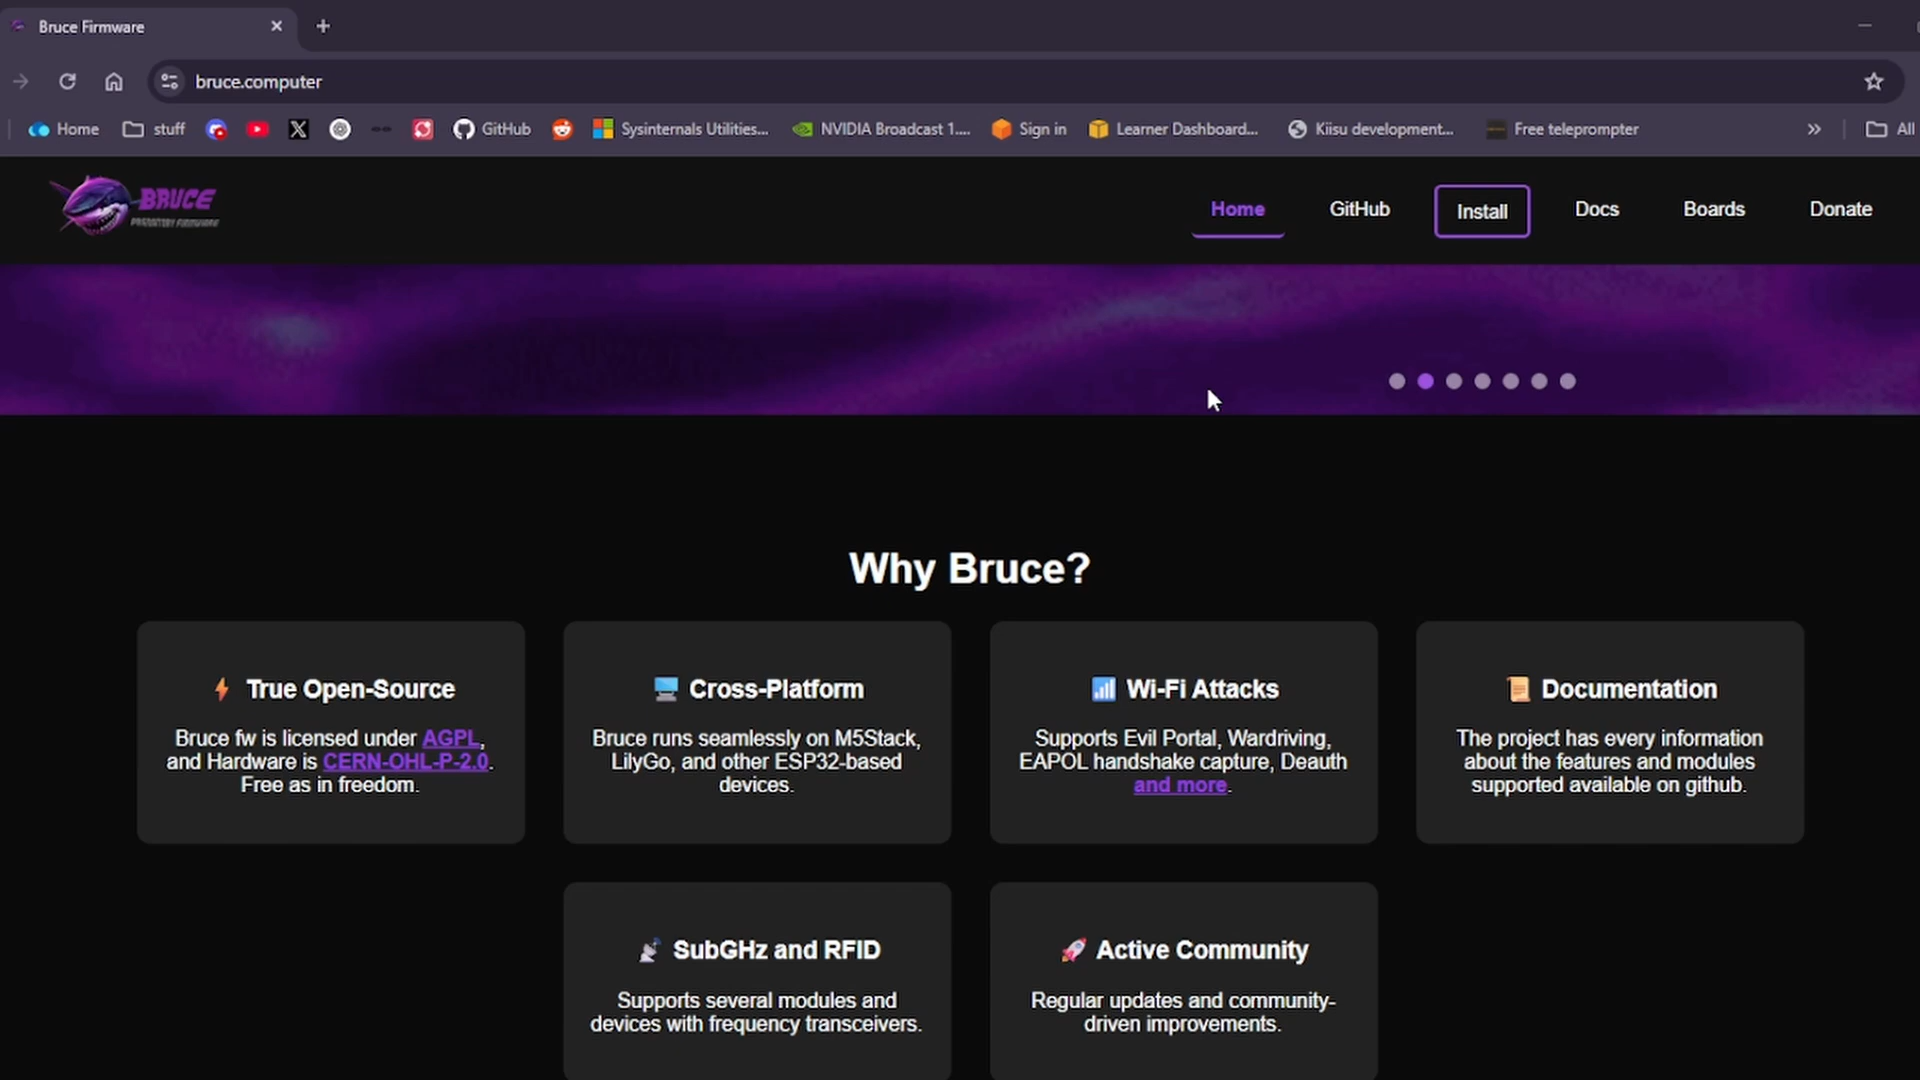 Bruce Firmware
bruce.computer
Home
stuff
GitHub
Sysinternals Utilities...
NVIDIA Broadcast 1....
Sign in
Learner Dashboard...
Kiisu development...
Free teleprompter
All
BRUCE
PREDATORY FIRMWARE
Home
GitHub
Install
Docs
Boards
Donate
Why Bruce?
True Open-Source
Bruce fw is licensed under AGPL,
and Hardware is CERN-OHL-P-2.0.
Free as in freedom.
Cross-Platform
Bruce runs seamlessly on M5Stack,
LilyGo, and other ESP32-based
devices.
Wi-Fi Attacks
Supports Evil Portal, Wardriving,
EAPOL handshake capture, Deauth
and more.
Documentation
The project has every information
about the features and modules
supported available on github.
SubGHz and RFID
Supports several modules and
devices with frequency transceivers.
Active Community
Regular updates and community-
driven improvements.